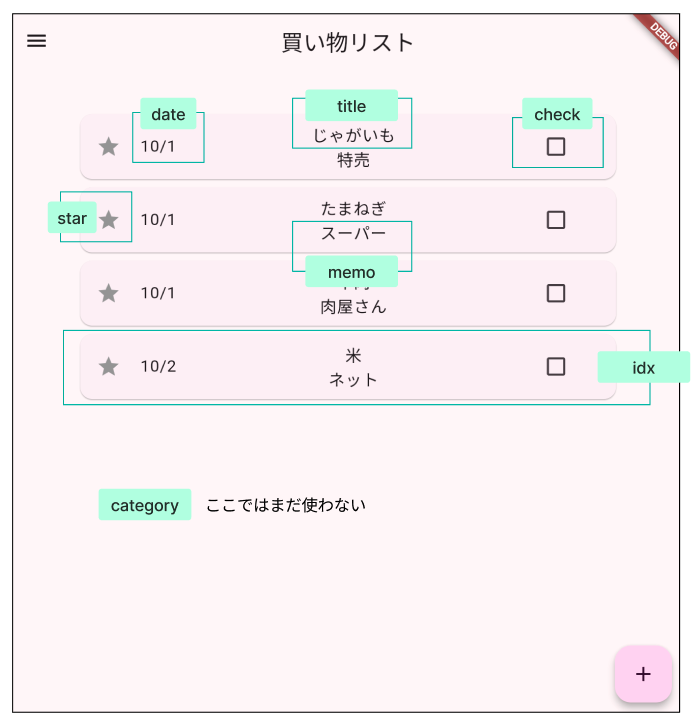 買い物リスト
DEBUG
date
title
check
10/1
じゃがいも
特売
star
10/1
たまねぎ
スーパー
memo
10/1
肉屋さん
10/2
米
ネット
idx
category
ここではまだ使わない
+